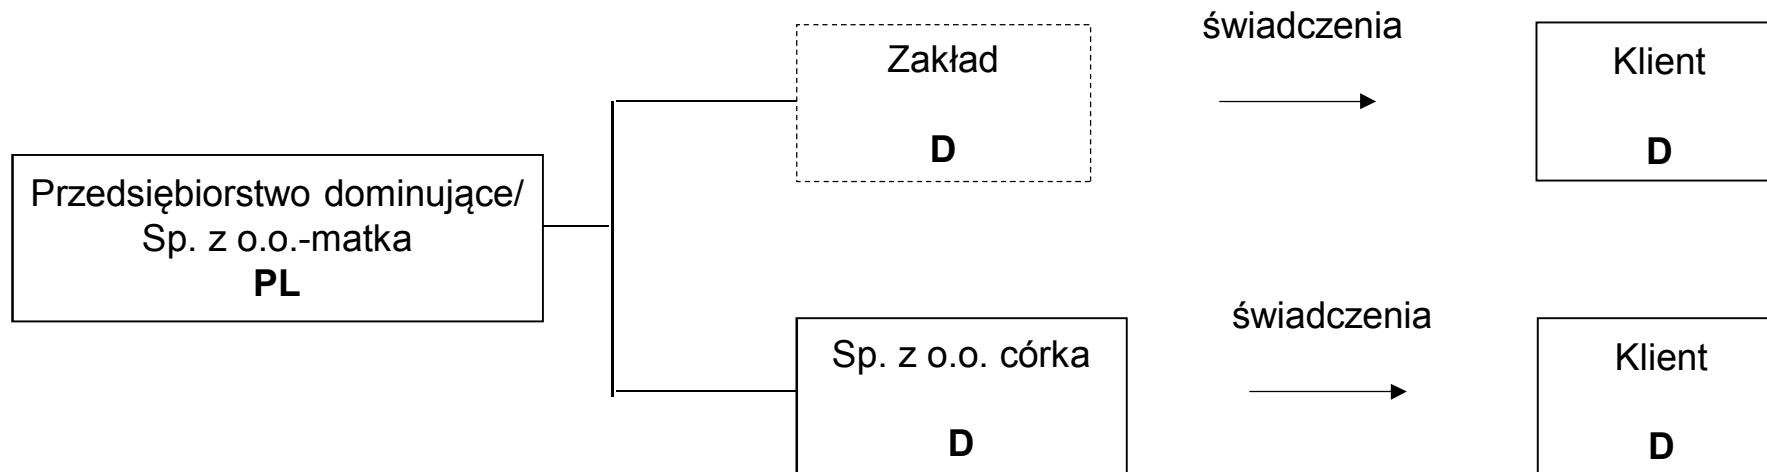 świadczenia
Zakład
D
Klient
D
Przedsiębiorstwo dominujące/
Sp. z o.o.-matka
PL
świadczenia
Sp. z o.o. córka
D
Klient
D